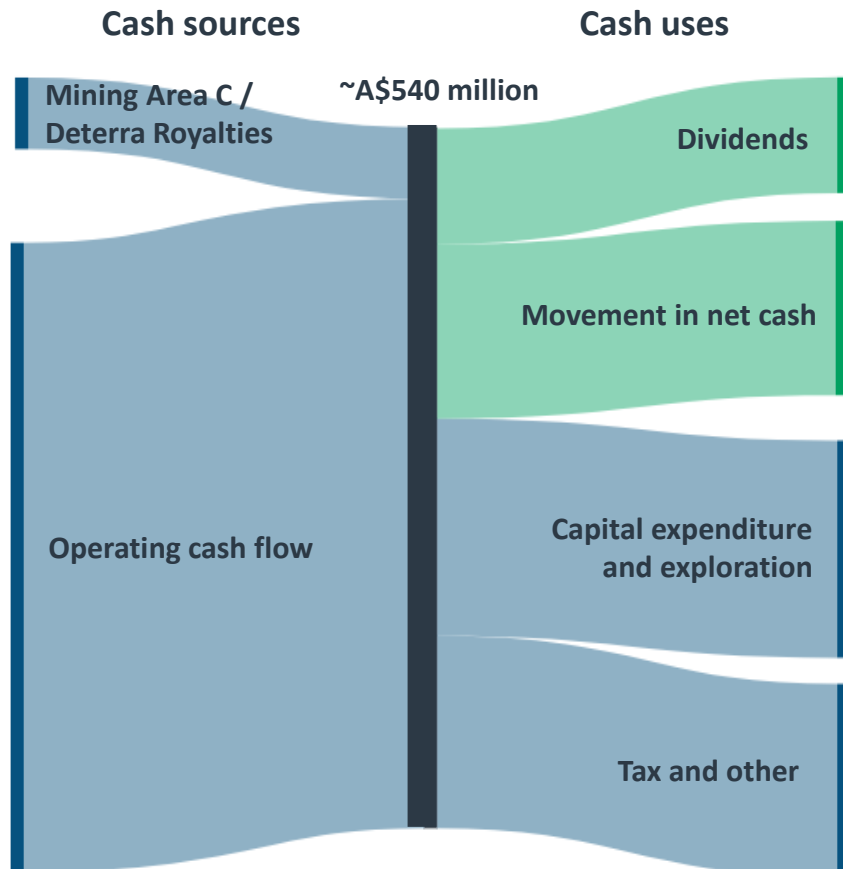 Cash sources
Cash uses
Mining Area C /
Deterra Royalties
~A$540 million
Dividends
Movement in net cash
Operating cash flow
Capital expenditure
and exploration
Tax and other